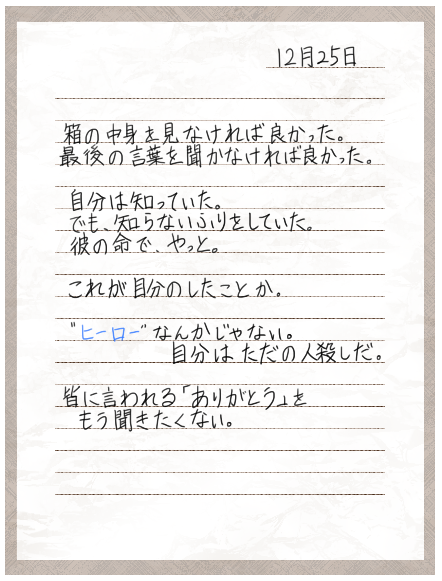 12月25日
箱の中身を見なければ良かった。
最後の言葉を聞かなければ良かった。
自分は知っていた。
でも、知らないふりをしていた。
彼の命で、やっと。
これが自分のしたことか。
"ヒーロー"なんかじゃない。
自分はただの人殺しだ。
皆に言われる「ありがとう」を
もう聞きたくない。